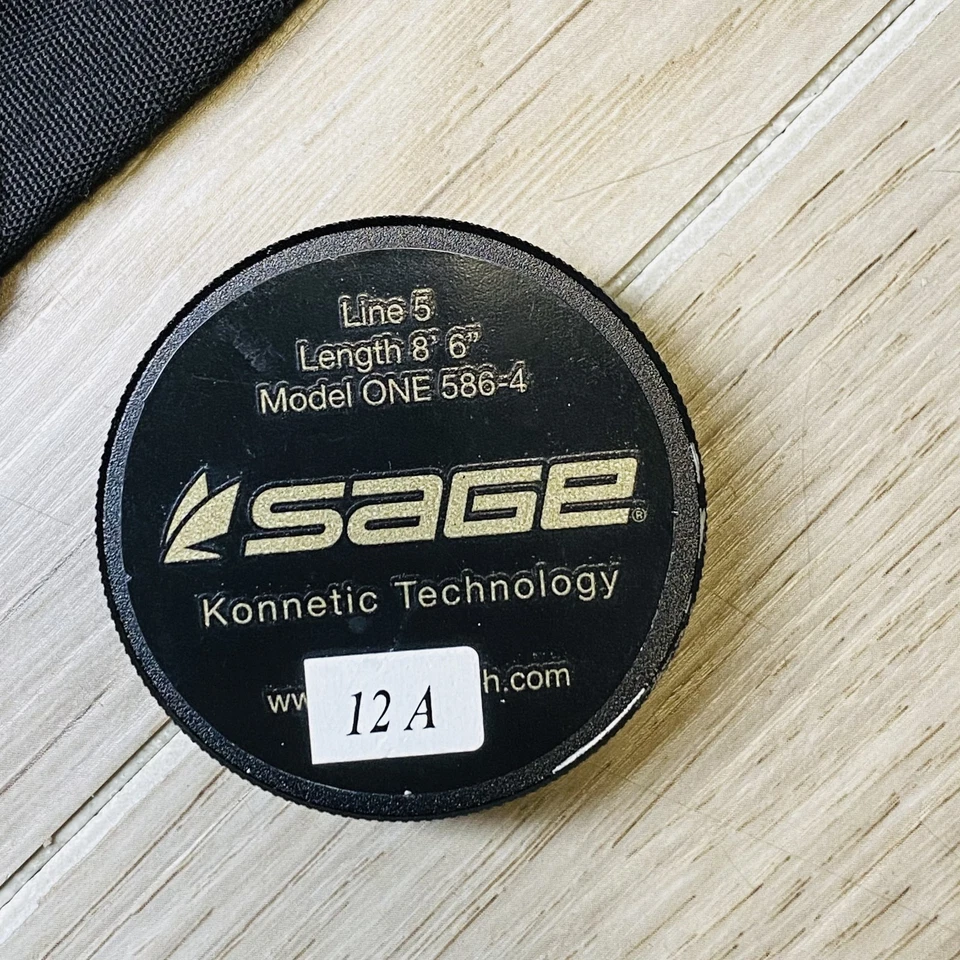 Line 5
Length 8' 6"
Model ONE 586-4
SAGE®
Konnetic Technology
12 A